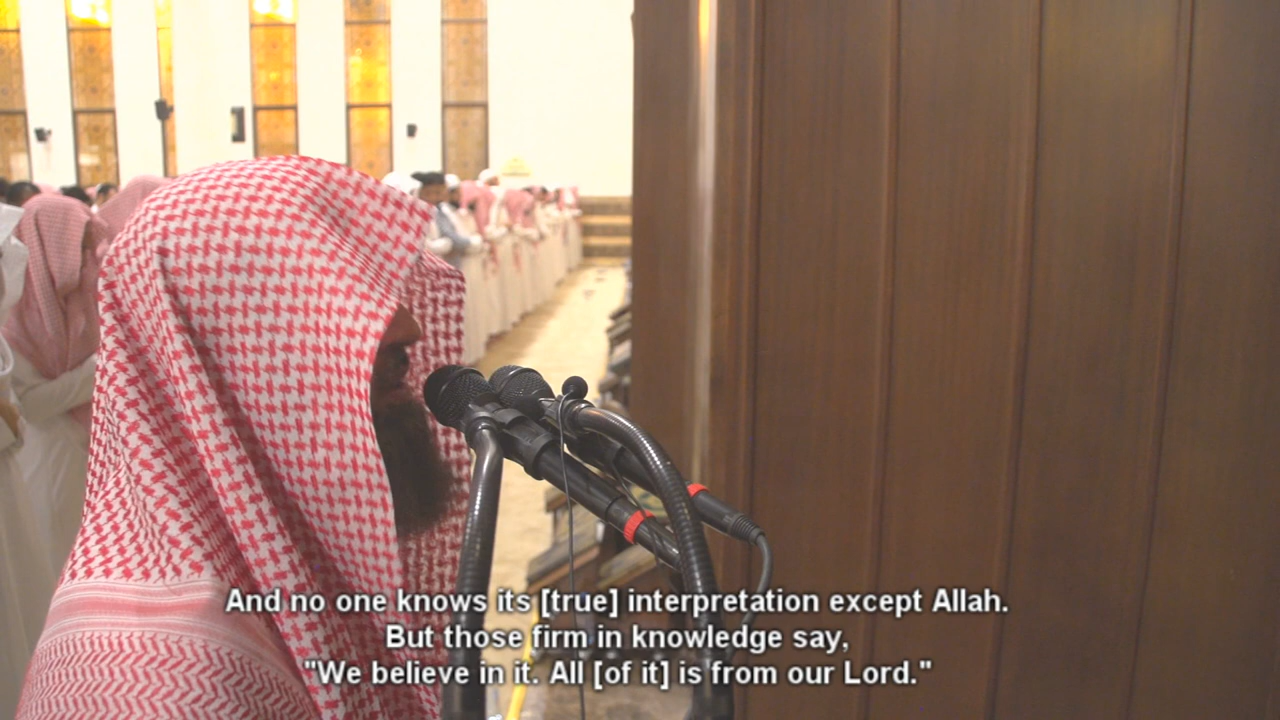 And no one knows its [true] interpretation except Allah.
But those firm in knowledge say,
"We believe in it. All [of it] is from our Lord."